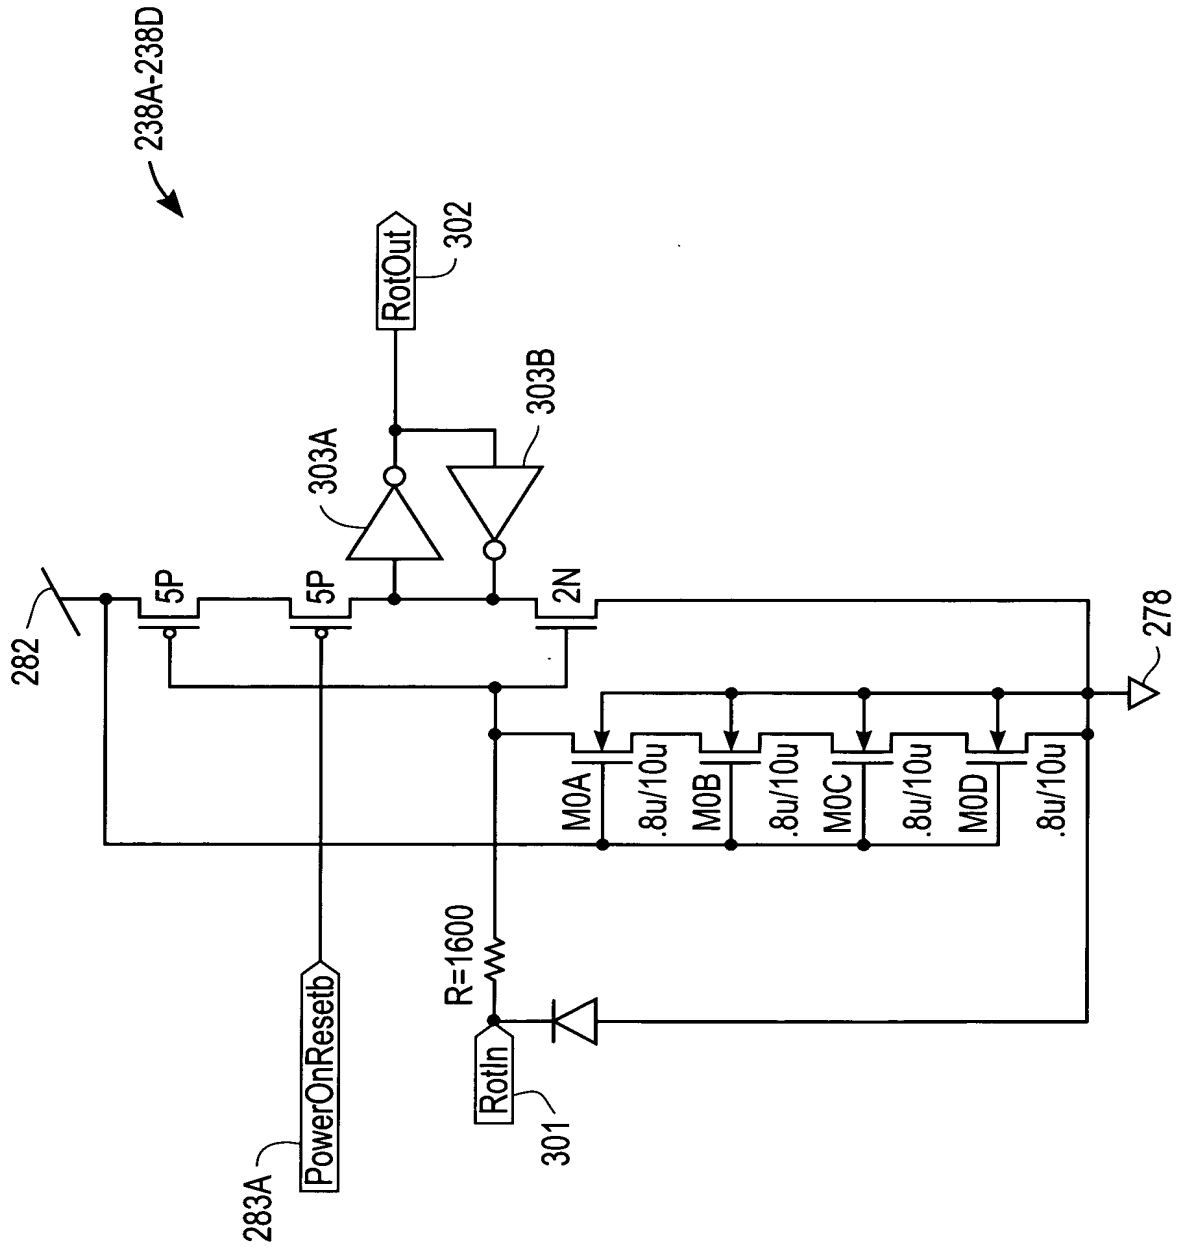 238A-238D
282
5P
5P
303A
RotOut
302
303B
2N
PowerOnResetb
283A
R=1600
RotIn
301
M0A
.8u/10u
M0B
.8u/10u
M0C
.8u/10u
M0D
.8u/10u
278